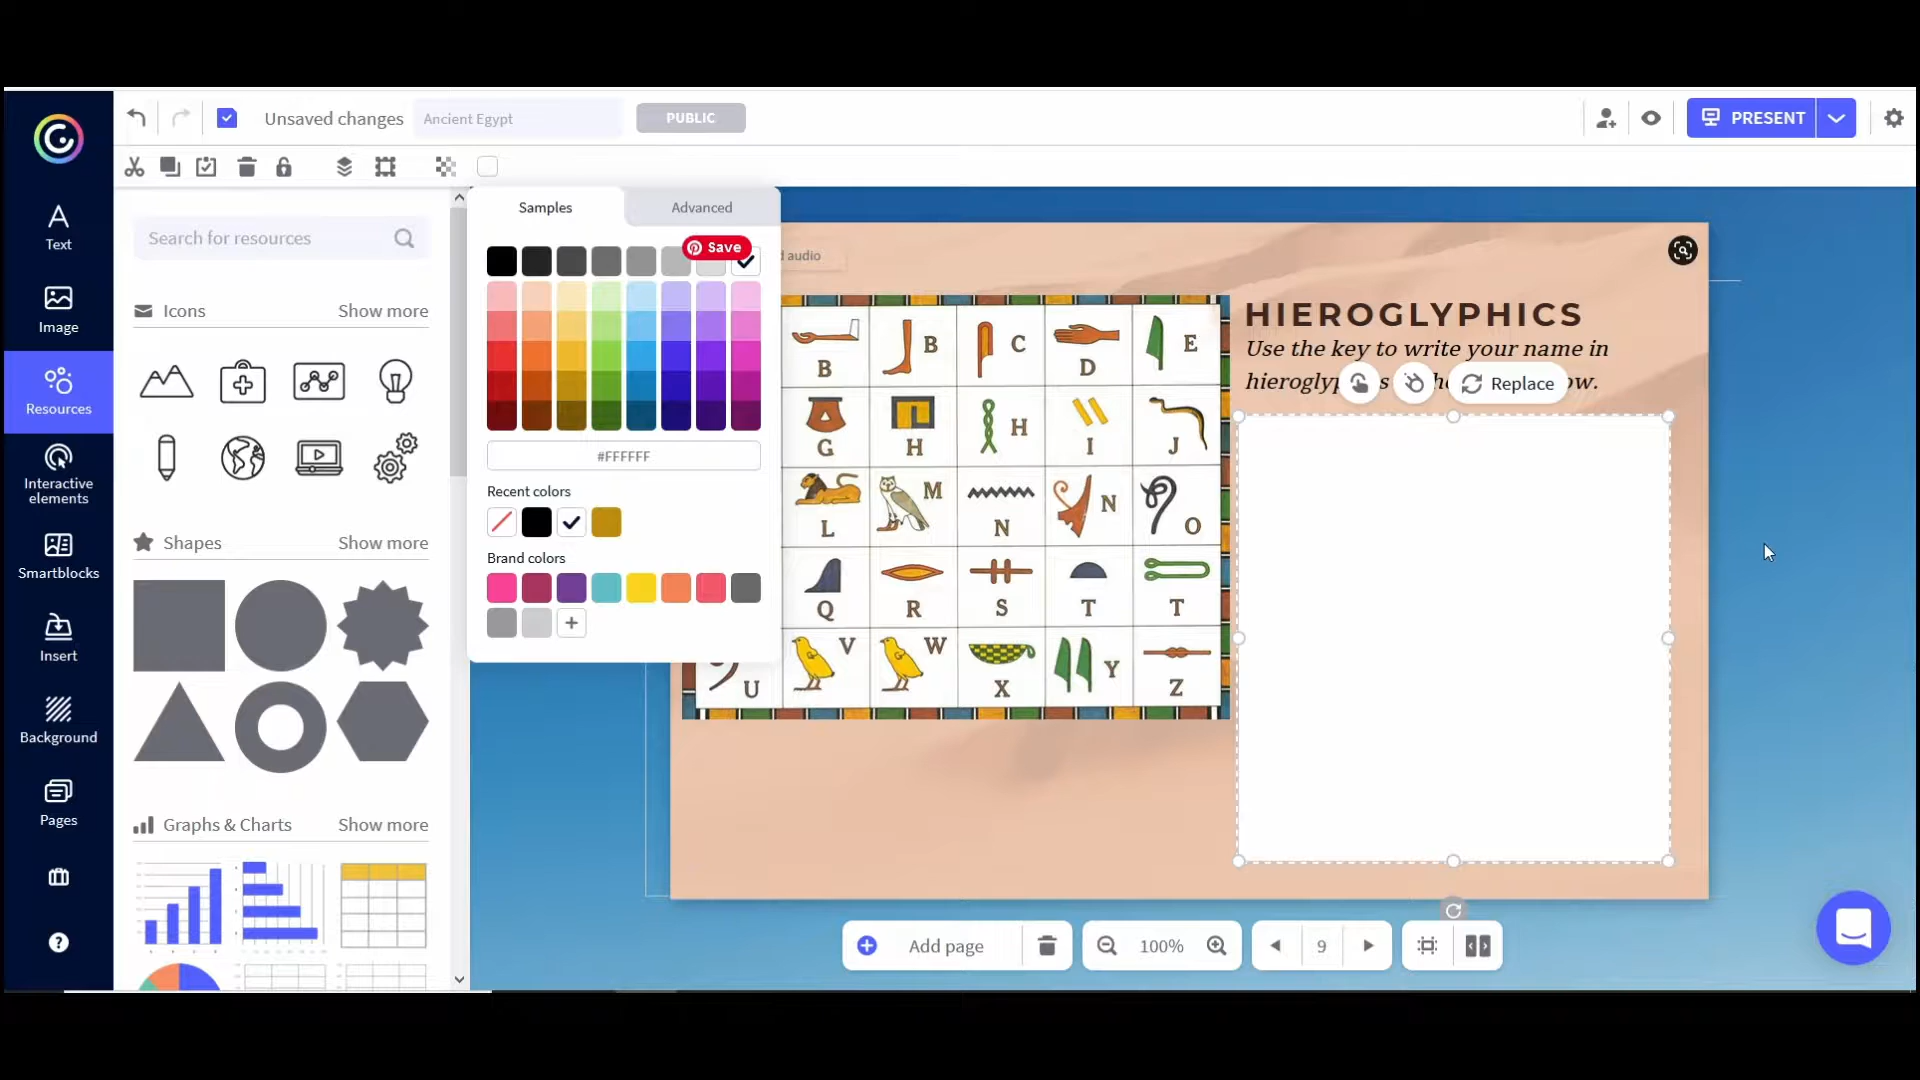 Unsaved changes
Ancient Egypt
PUBLIC
PRESENT
Text
Image
Resources
Interactive
elements
Smartblocks
Insert
Background
Pages
?
Search for resources
Icons
Show more
Shapes
Show more
Graphs & Charts
Show more
Samples
Advanced
Save
#FFFFFF
Recent colors
Brand colors
+
audio
B
B
C
D
E
G
H
H
I
J
L
M
N
N
O
Q
R
S
T
T
U
V
W
X
Y
Z
HIEROGLYPHICS
Use the key to write your name in
Replace
Add page
100%
9